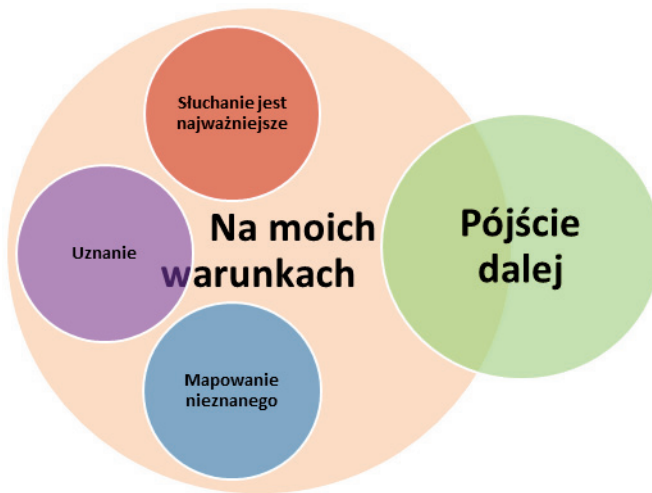 Słuchanie jest
najważniejsze
Uznanie
Na moich
warunkach
Mapowanie
nieznanego
Pójście
dalej